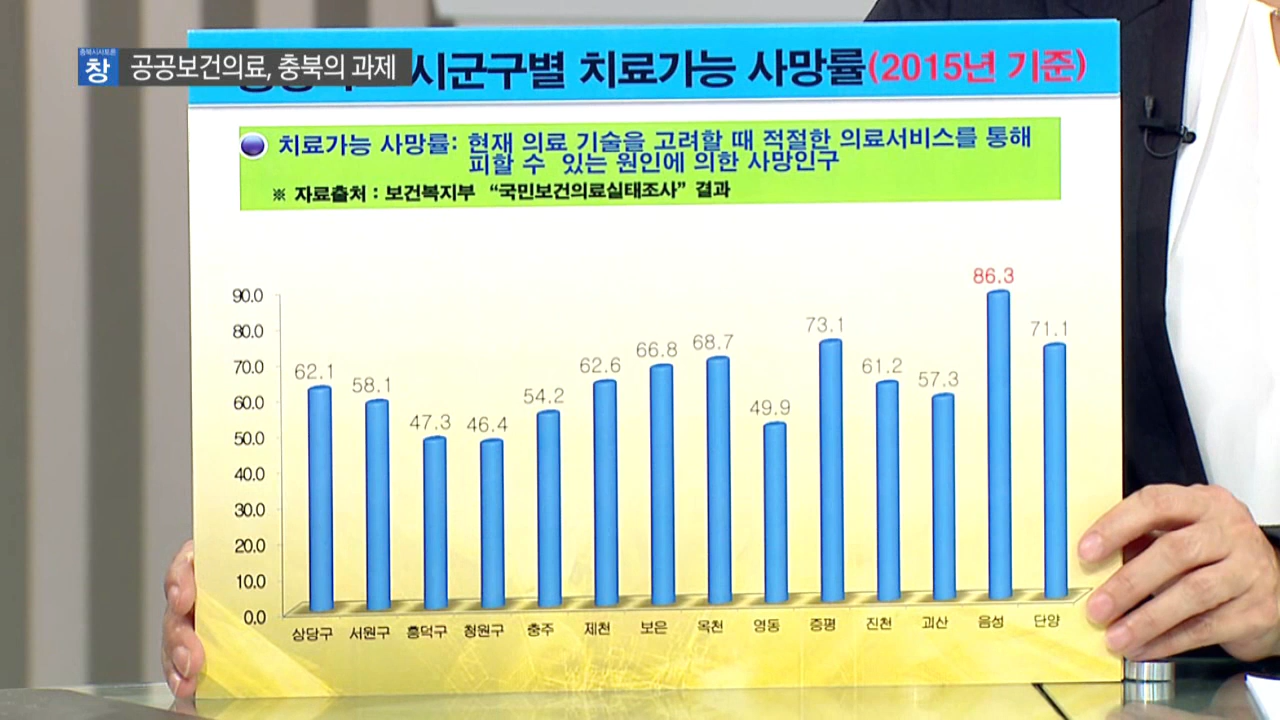 충북시사토론
창 공공보건의료, 충북의 과제
시군구별 치료가능 사망률(2015년 기준)
치료가능 사망률: 현재 의료 기술을 고려할 때 적절한 의료서비스를 통해
피할 수 있는 원인에 의한 사망인구
※ 자료출처 : 보건복지부 “국민보건의료실태조사” 결과
90.0
80.0
70.0
60.0
50.0
40.0
30.0
20.0
10.0
0.0
62.1 58.1 47.3 46.4 54.2 62.6 66.8 68.7 49.9 73.1 61.2 57.3 86.3 71.1
상당구 서원구 흥덕구 청원구 충주 제천 보은 옥천 영동 증평 진천 괴산 음성 단양